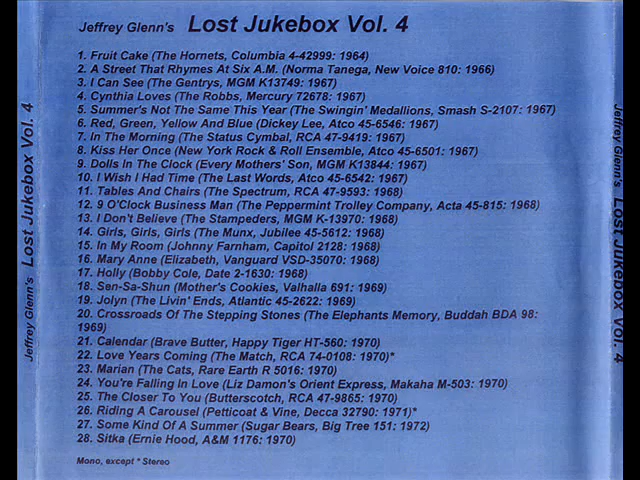 Jeffrey Glenn's Lost Jukebox Vol. 4
1. Fruit Cake (The Hornets, Columbia 4-42999: 1964)
2. A Street That Rhymes At Six A.M. (Norma Tanega, New Voice 810: 1966)
3. I Can See (The Gentrys, MGM K13749: 1967)
4. Cynthia Loves (The Robbs, Mercury 72678: 1967)
5. Summer's Not The Same This Year (The Swingin' Medallions, Smash S-2107: 1967)
6. Red, Green, Yellow And Blue (Dickey Lee, Atco 45-6546: 1967)
7. In The Morning (The Status Cymbal, RCA 47-9419: 1967)
8. Kiss Her Once (New York Rock & Roll Ensemble, Atco 45-6501: 1967)
9. Dolls In The Clock (Every Mothers' Son, MGM K13844: 1967)
10. I Wish I Had Time (The Last Words, Atco 45-6542: 1967)
11. Tables And Chairs (The Spectrum, RCA 47-9593: 1968)
12. 9 O'Clock Business Man (The Peppermint Trolley Company, Acta 45-815: 1968)
13. I Don't Believe (The Stampeders, MGM K-13970: 1968)
14. Girls, Girls, Girls (The Munx, Jubilee 45-5612: 1968)
15. In My Room (Johnny Farnham, Capitol 2128: 1968)
16. Mary Anne (Elizabeth, Vanguard VSD-35070: 1968)
17. Holly (Bobby Cole, Date 2-1630: 1968)
18. Sen-Sa-Shun (Mother's Cookies, Valhalla 691: 1969)
19. Jolyn (The Livin' Ends, Atlantic 45-2622: 1969)
20. Crossroads Of The Stepping Stones (The Elephants Memory, Buddah BDA 98:
1969)
21. Calendar (Brave Butter, Happy Tiger HT-560: 1970)
22. Love Years Coming (The Match, RCA 74-0108: 1970)*
23. Marian (The Cats, Rare Earth R 5016: 1970)
24. You're Falling In Love (Liz Damon's Orient Express, Makaha M-503: 1970)
25. The Closer To You (Butterscotch, RCA 47-9865: 1970)
26. Riding A Carousel (Petticoat & Vine, Decca 32790: 1971)*
27. Some Kind Of A Summer (Sugar Bears, Big Tree 151: 1972)
28. Sitka (Ernie Hood, A&M 1176: 1970)
Mono, except * Stereo
Jeffrey Glenn's Lost Jukebox Vol. 4
Jeffrey Glenn's Lost Jukebox Vol. 4